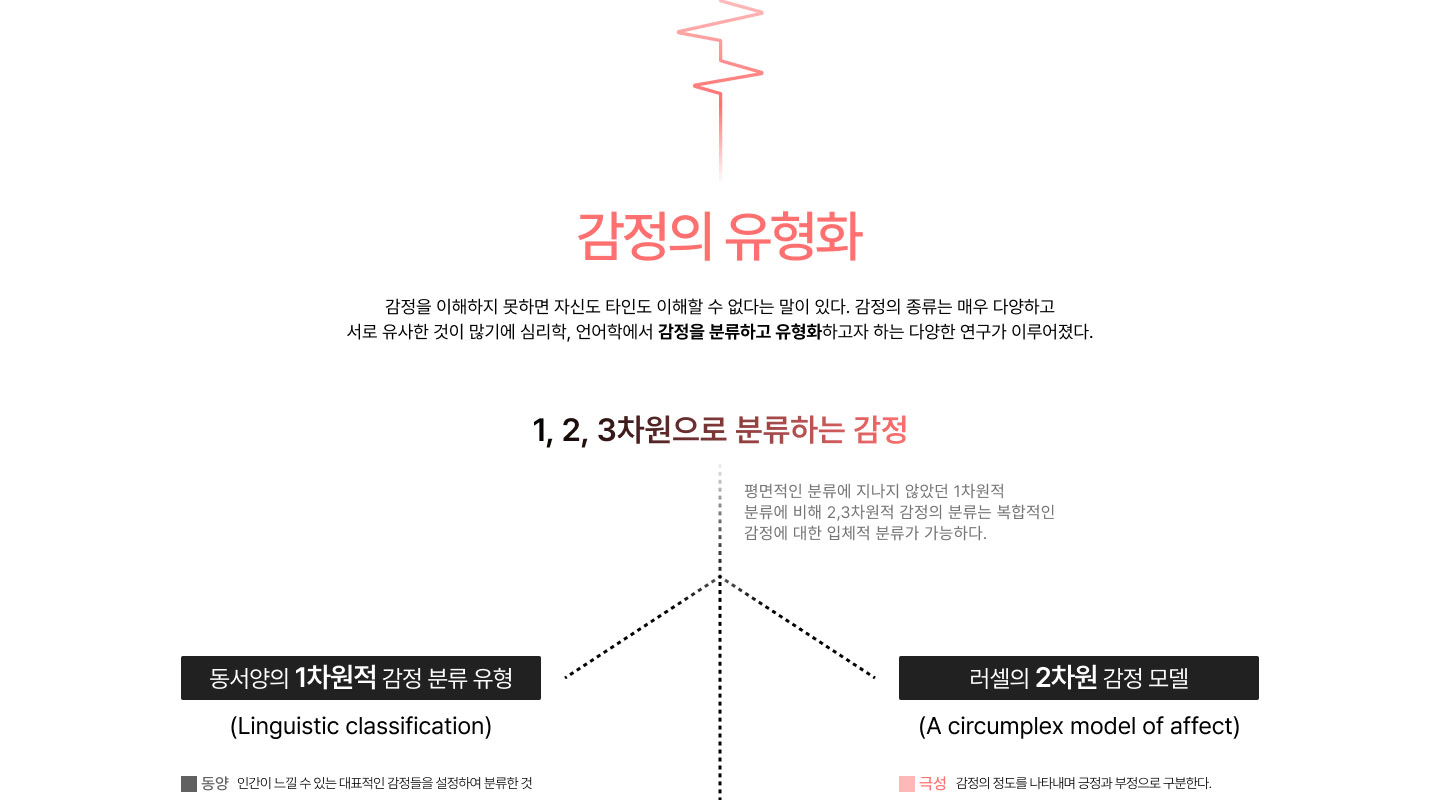 감정의 유형화
감정을 이해하지 못하면 자신도 타인도 이해할 수 없다는 말이 있다. 감정의 종류는 매우 다양하고
서로 유사한 것이 많기에 심리학, 언어학에서 감정을 분류하고 유형화하고자 하는 다양한 연구가 이루어졌다.
1, 2, 3차원으로 분류하는 감정
평면적인 분류에 지나지 않았던 1차원적
분류에 비해 2,3차원적 감정의 분류는 복합적인
감정에 대한 입체적 분류가 가능하다.
동서양의 1차원적 감정 분류 유형
(Linguistic classification)
동양 인간이 느낄 수 있는 대표적인 감정들을 설정하여 분류한 것
러셀의 2차원 감정 모델
(A circumplex model of affect)
극성 감정의 정도를 나타내며 긍정과 부정으로 구분한다.